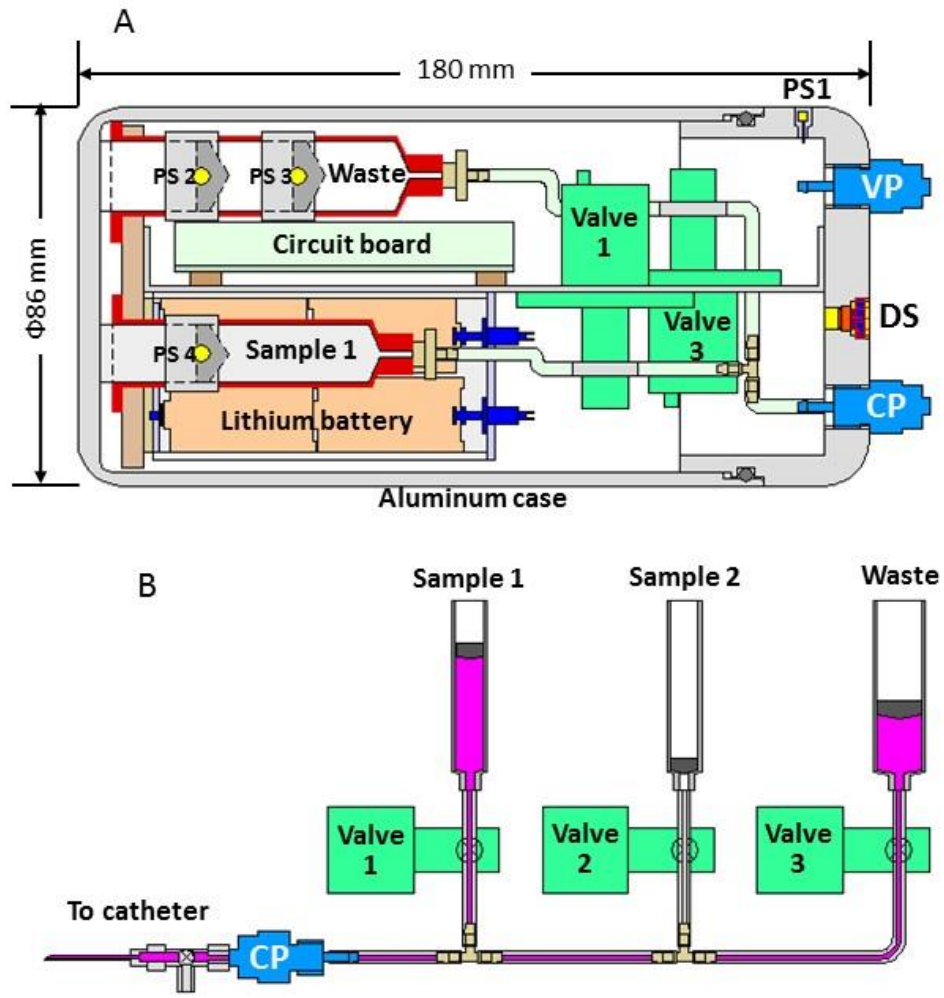 A
180 mm
PS1
Φ86 mm
PS 2
PS 3
Waste
VP
Valve
1
Circuit board
DS
Valve
3
PS 4
Sample 1
CP
Lithium battery
Aluminum case
B
Sample 1
Sample 2
Waste
Valve
1
Valve
2
Valve
3
To catheter
CP